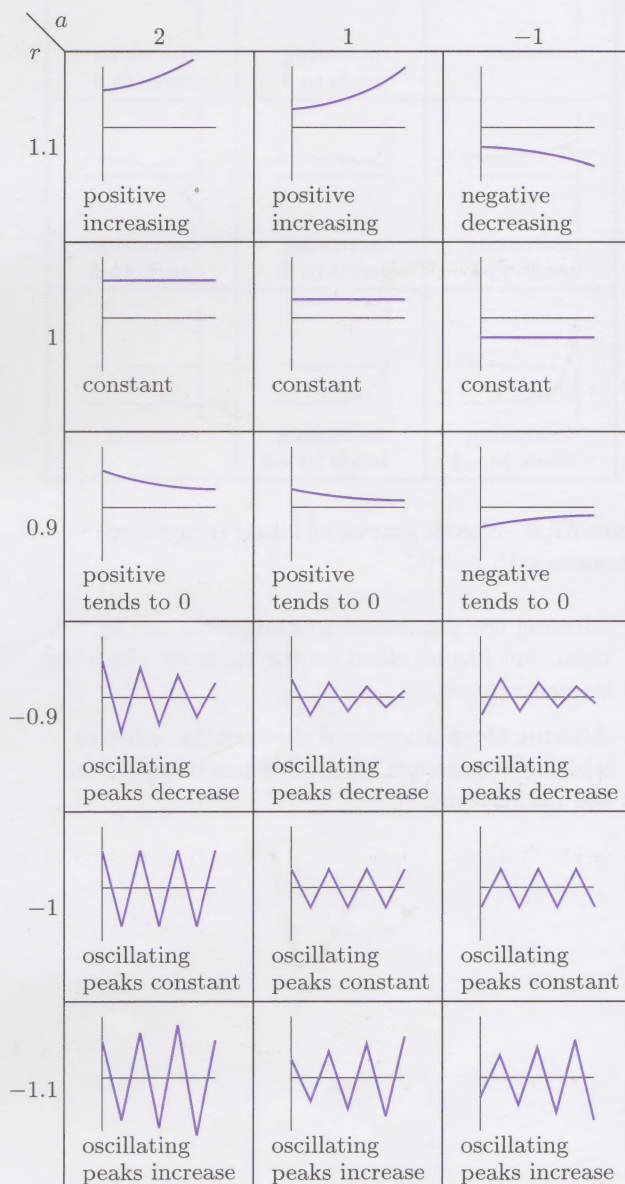 a
2 1 −1
r
1.1
positive
increasing
positive
increasing
negative
decreasing
1
constant
constant
constant
0.9
positive
tends to 0
positive
tends to 0
negative
tends to 0
−0.9
oscillating
peaks decrease
oscillating
peaks decrease
oscillating
peaks decrease
−1
oscillating
peaks constant
oscillating
peaks constant
oscillating
peaks constant
−1.1
oscillating
peaks increase
oscillating
peaks increase
oscillating
peaks increase